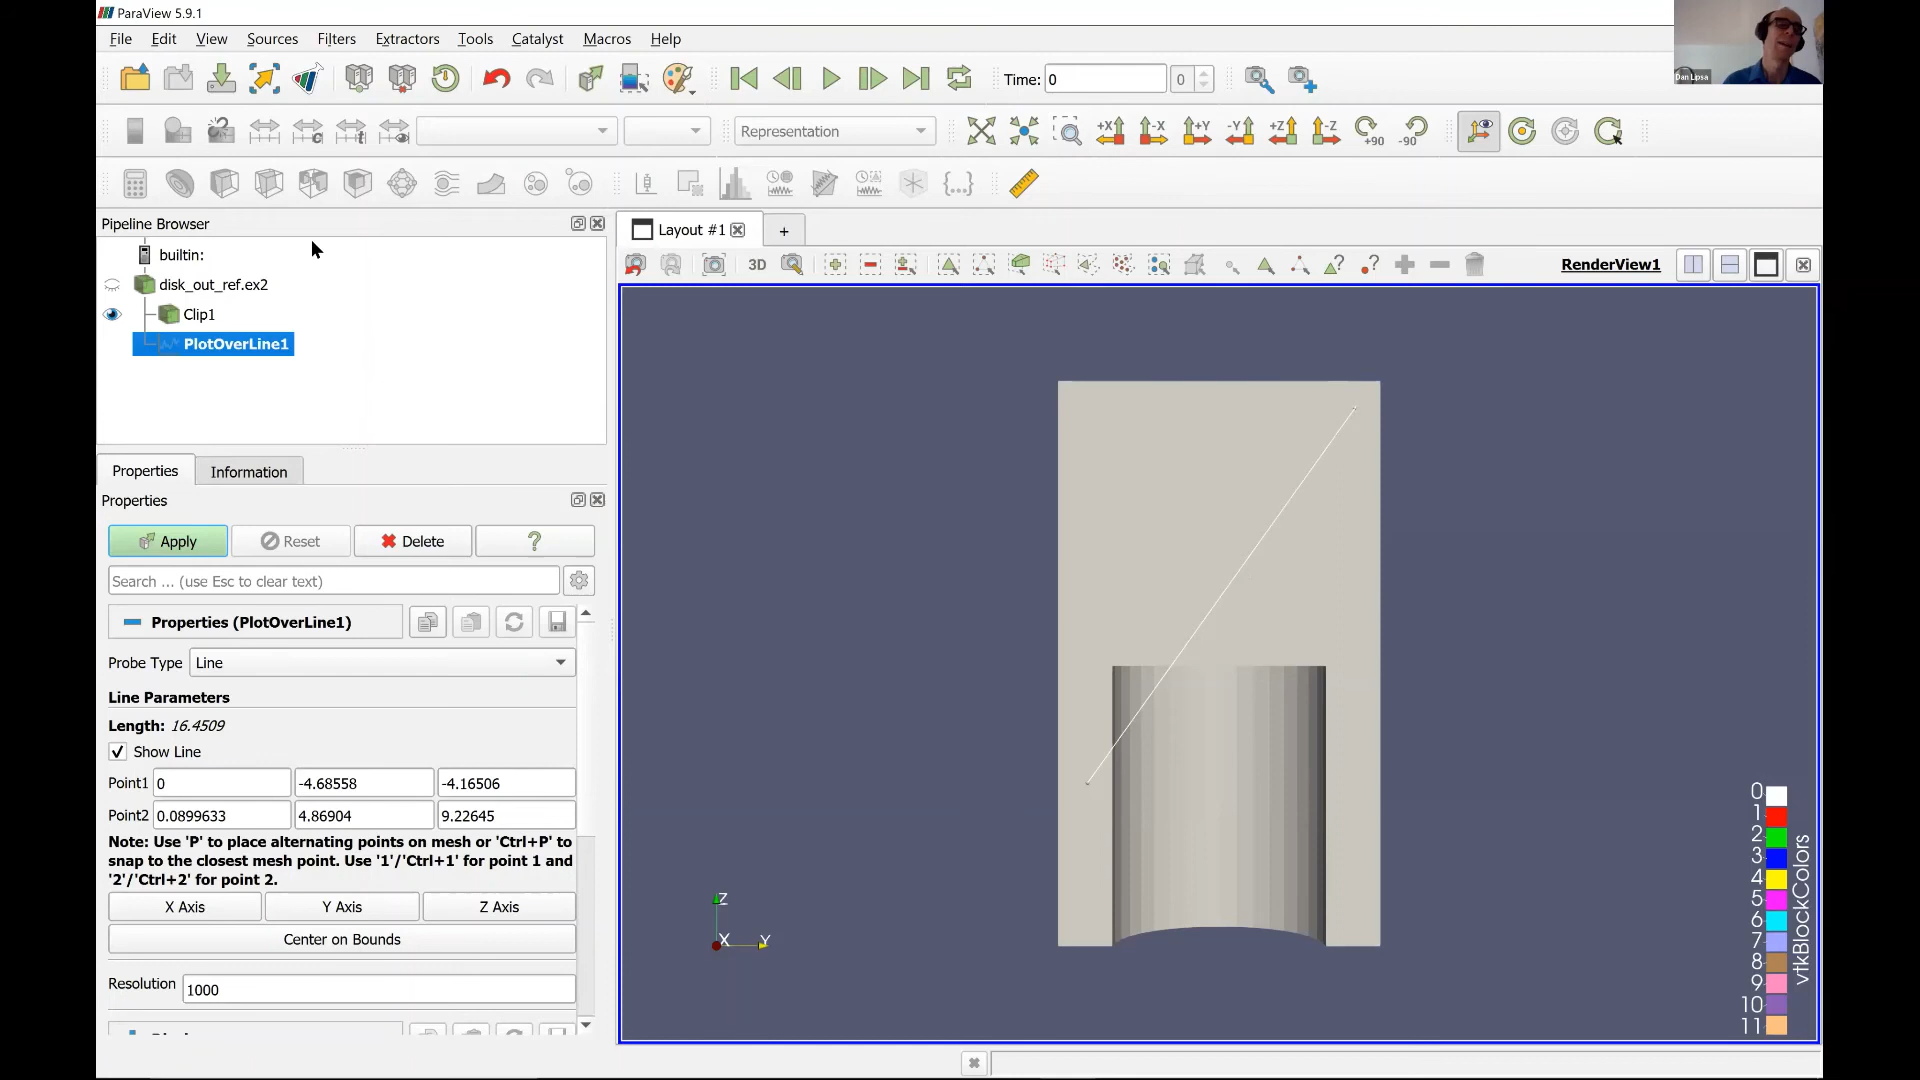 ParaView 5.9.1
File Edit View Sources Filters Extractors Tools Catalyst Macros Help
Time: 0 0
Dan Lipsa
Representation +X -X +Y -Y +Z -Z +90 -90
Pipeline Browser
Layout #1 +
builtin:
3D RenderView1
disk_out_ref.ex2
Clip1
PlotOverLine1
Properties Information
Properties
Apply Reset Delete ?
Search ... (use Esc to clear text)
Properties (PlotOverLine1)
Probe Type Line
Line Parameters
Length: 16.4509
Show Line
Point1 0 -4.68558 -4.16506
Point2 0.0899633 4.86904 9.22645
Note: Use 'P' to place alternating points on mesh or 'Ctrl+P' to
snap to the closest mesh point. Use '1'/'Ctrl+1' for point 1 and
'2'/'Ctrl+2' for point 2.
X Axis Y Axis Z Axis
Center on Bounds
Resolution 1000
Z
X Y
0
1
2
3
4
5
6
7
8
9
10
11
vtkBlockColors